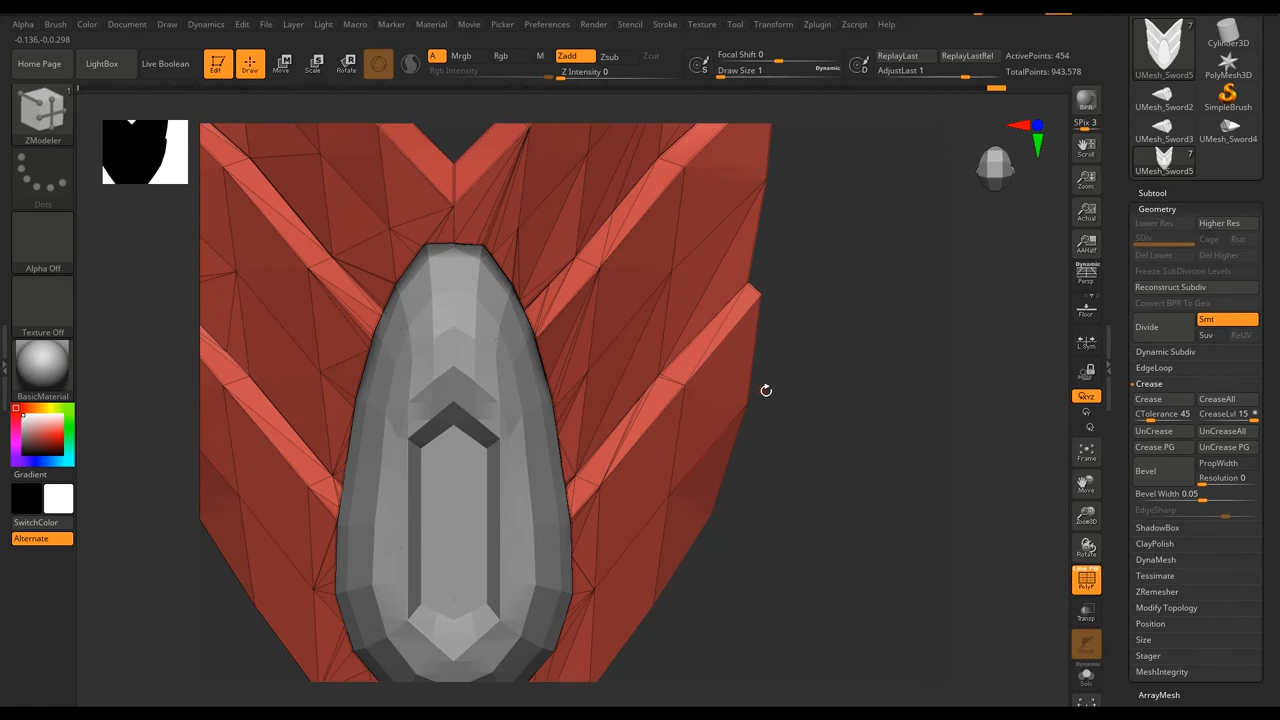 Alpha Brush Color Document Draw Dynamics Edit File Layer Light Macro Marker Material Movie Picker Preferences Render Stencil Stroke Texture Tool Transform Zplugin Zscript Help
-0.136,-0,0.298
Home Page LightBox Live Boolean Edit Draw Move Scale Rotate
A Mrgb Rgb M Zadd Zsub Zcut
Rgb Intensity Z Intensity 0
S Focal Shift 0
Draw Size 1 Dynamic
D ReplayLast ReplayLastRel ActivePoints: 454
AdjustLast 1 TotalPoints: 943,578
1
ZModeler
Dots
Alpha Off
Texture Off
BasicMaterial
Gradient
SwitchColor
Alternate
BPR
SPix 3
Scroll
Zoom
Actual
AAHalf
Dynamic
Persp
Floor
L.Sym
XYZ
Frame
Move
Zoom3D
Rotate
Line Fill
PolyF
Transp
Ghost
Dynamic
Solo
7
UMesh_Sword5
Cylinder3D
PolyMesh3D
UMesh_Sword2 SimpleBrush
UMesh_Sword3 UMesh_Sword4
7
UMesh_Sword5
Subtool
Geometry
Lower Res Higher Res
SDiv Cage Rstr
Del Lower Del Higher
Freeze SubDivision Levels
Reconstruct Subdiv
Convert BPR To Geo
Divide Smt
Suv ReUV
Dynamic Subdiv
EdgeLoop
Crease
Crease CreaseAll
CTolerance 45 CreaseLvl 15
UnCrease UnCreaseAll
Crease PG UnCrease PG
Bevel PropWidth
Resolution 0
Bevel Width 0.05
EdgeSharp
ShadowBox
ClayPolish
DynaMesh
Tessimate
ZRemesher
Modify Topology
Position
Size
Stager
MeshIntegrity
ArrayMesh